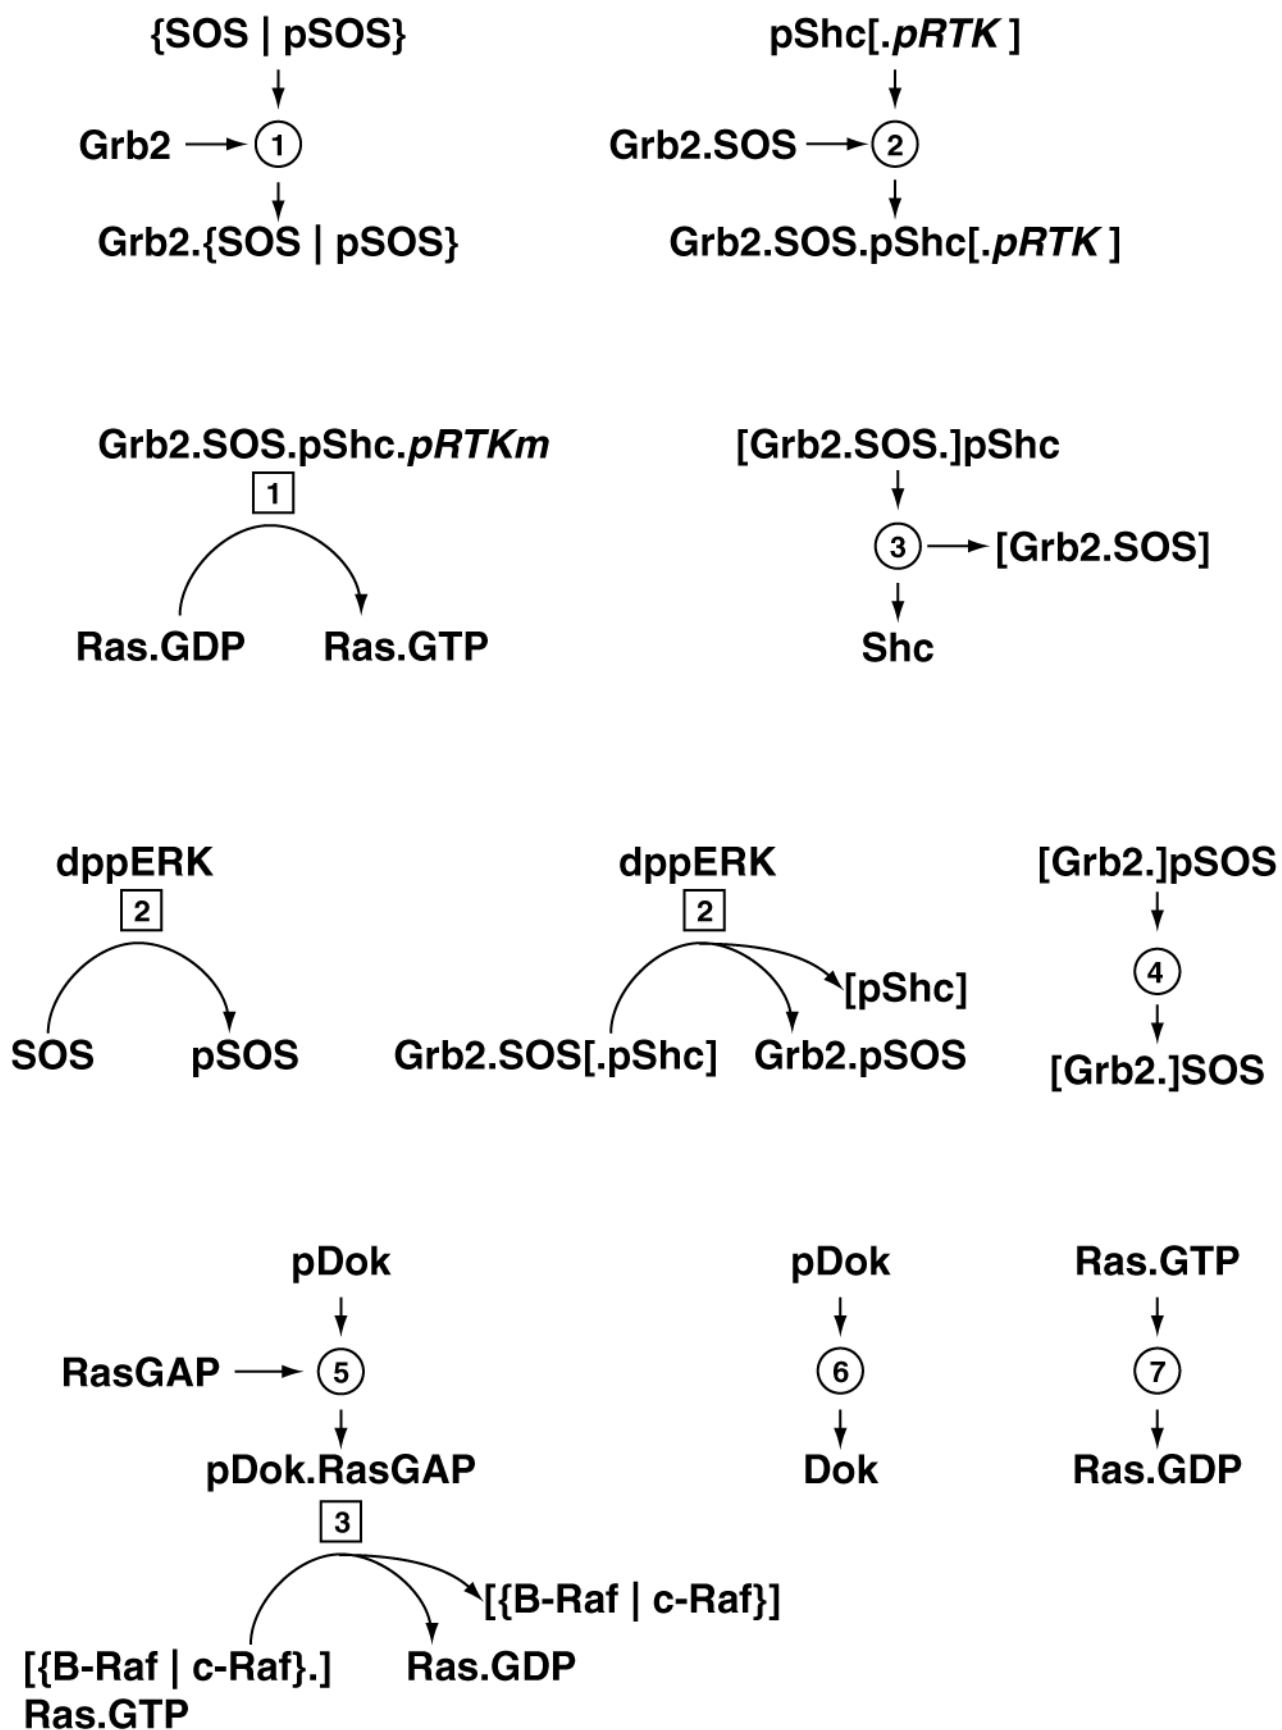 {SOS | pSOS}
pShc[.pRTK ]
Grb2
1
Grb2.SOS
2
Grb2.{SOS | pSOS}
Grb2.SOS.pShc[.pRTK ]
Grb2.SOS.pShc.pRTKm
1
Ras.GDP
Ras.GTP
[Grb2.SOS.]pShc
3
[Grb2.SOS]
Shc
dppERK
2
SOS
pSOS
dppERK
2
[pShc]
Grb2.SOS[.pShc]
Grb2.pSOS
[Grb2.]pSOS
4
[Grb2.]SOS
pDok
RasGAP
5
pDok.RasGAP
3
[{B-Raf | c-Raf}]
[{B-Raf | c-Raf}.]
Ras.GTP
Ras.GDP
pDok
6
Dok
Ras.GTP
7
Ras.GDP